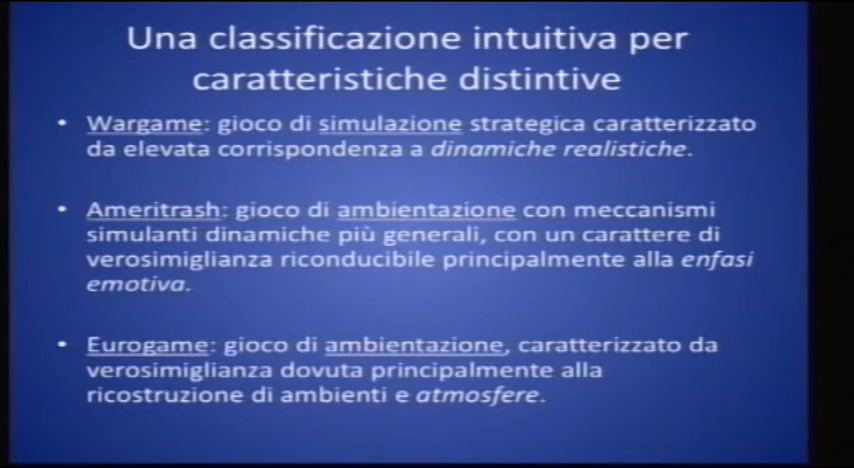 Una classificazione intuitiva per
caratteristiche distintive
• Wargame: gioco di simulazione strategica caratterizzato
da elevata corrispondenza a dinamiche realistiche.
• Ameritrash: gioco di ambientazione con meccanismi
simulanti dinamiche più generali, con un carattere di
verosimiglianza riconducibile principalmente alla enfasi
emotiva.
• Eurogame: gioco di ambientazione, caratterizzato da
verosimiglianza dovuta principalmente alla
ricostruzione di ambienti e atmosfere.